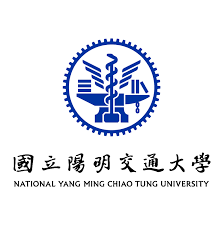 國立陽明交通大學
NATIONAL YANG MING CHIAO TUNG UNIVERSITY